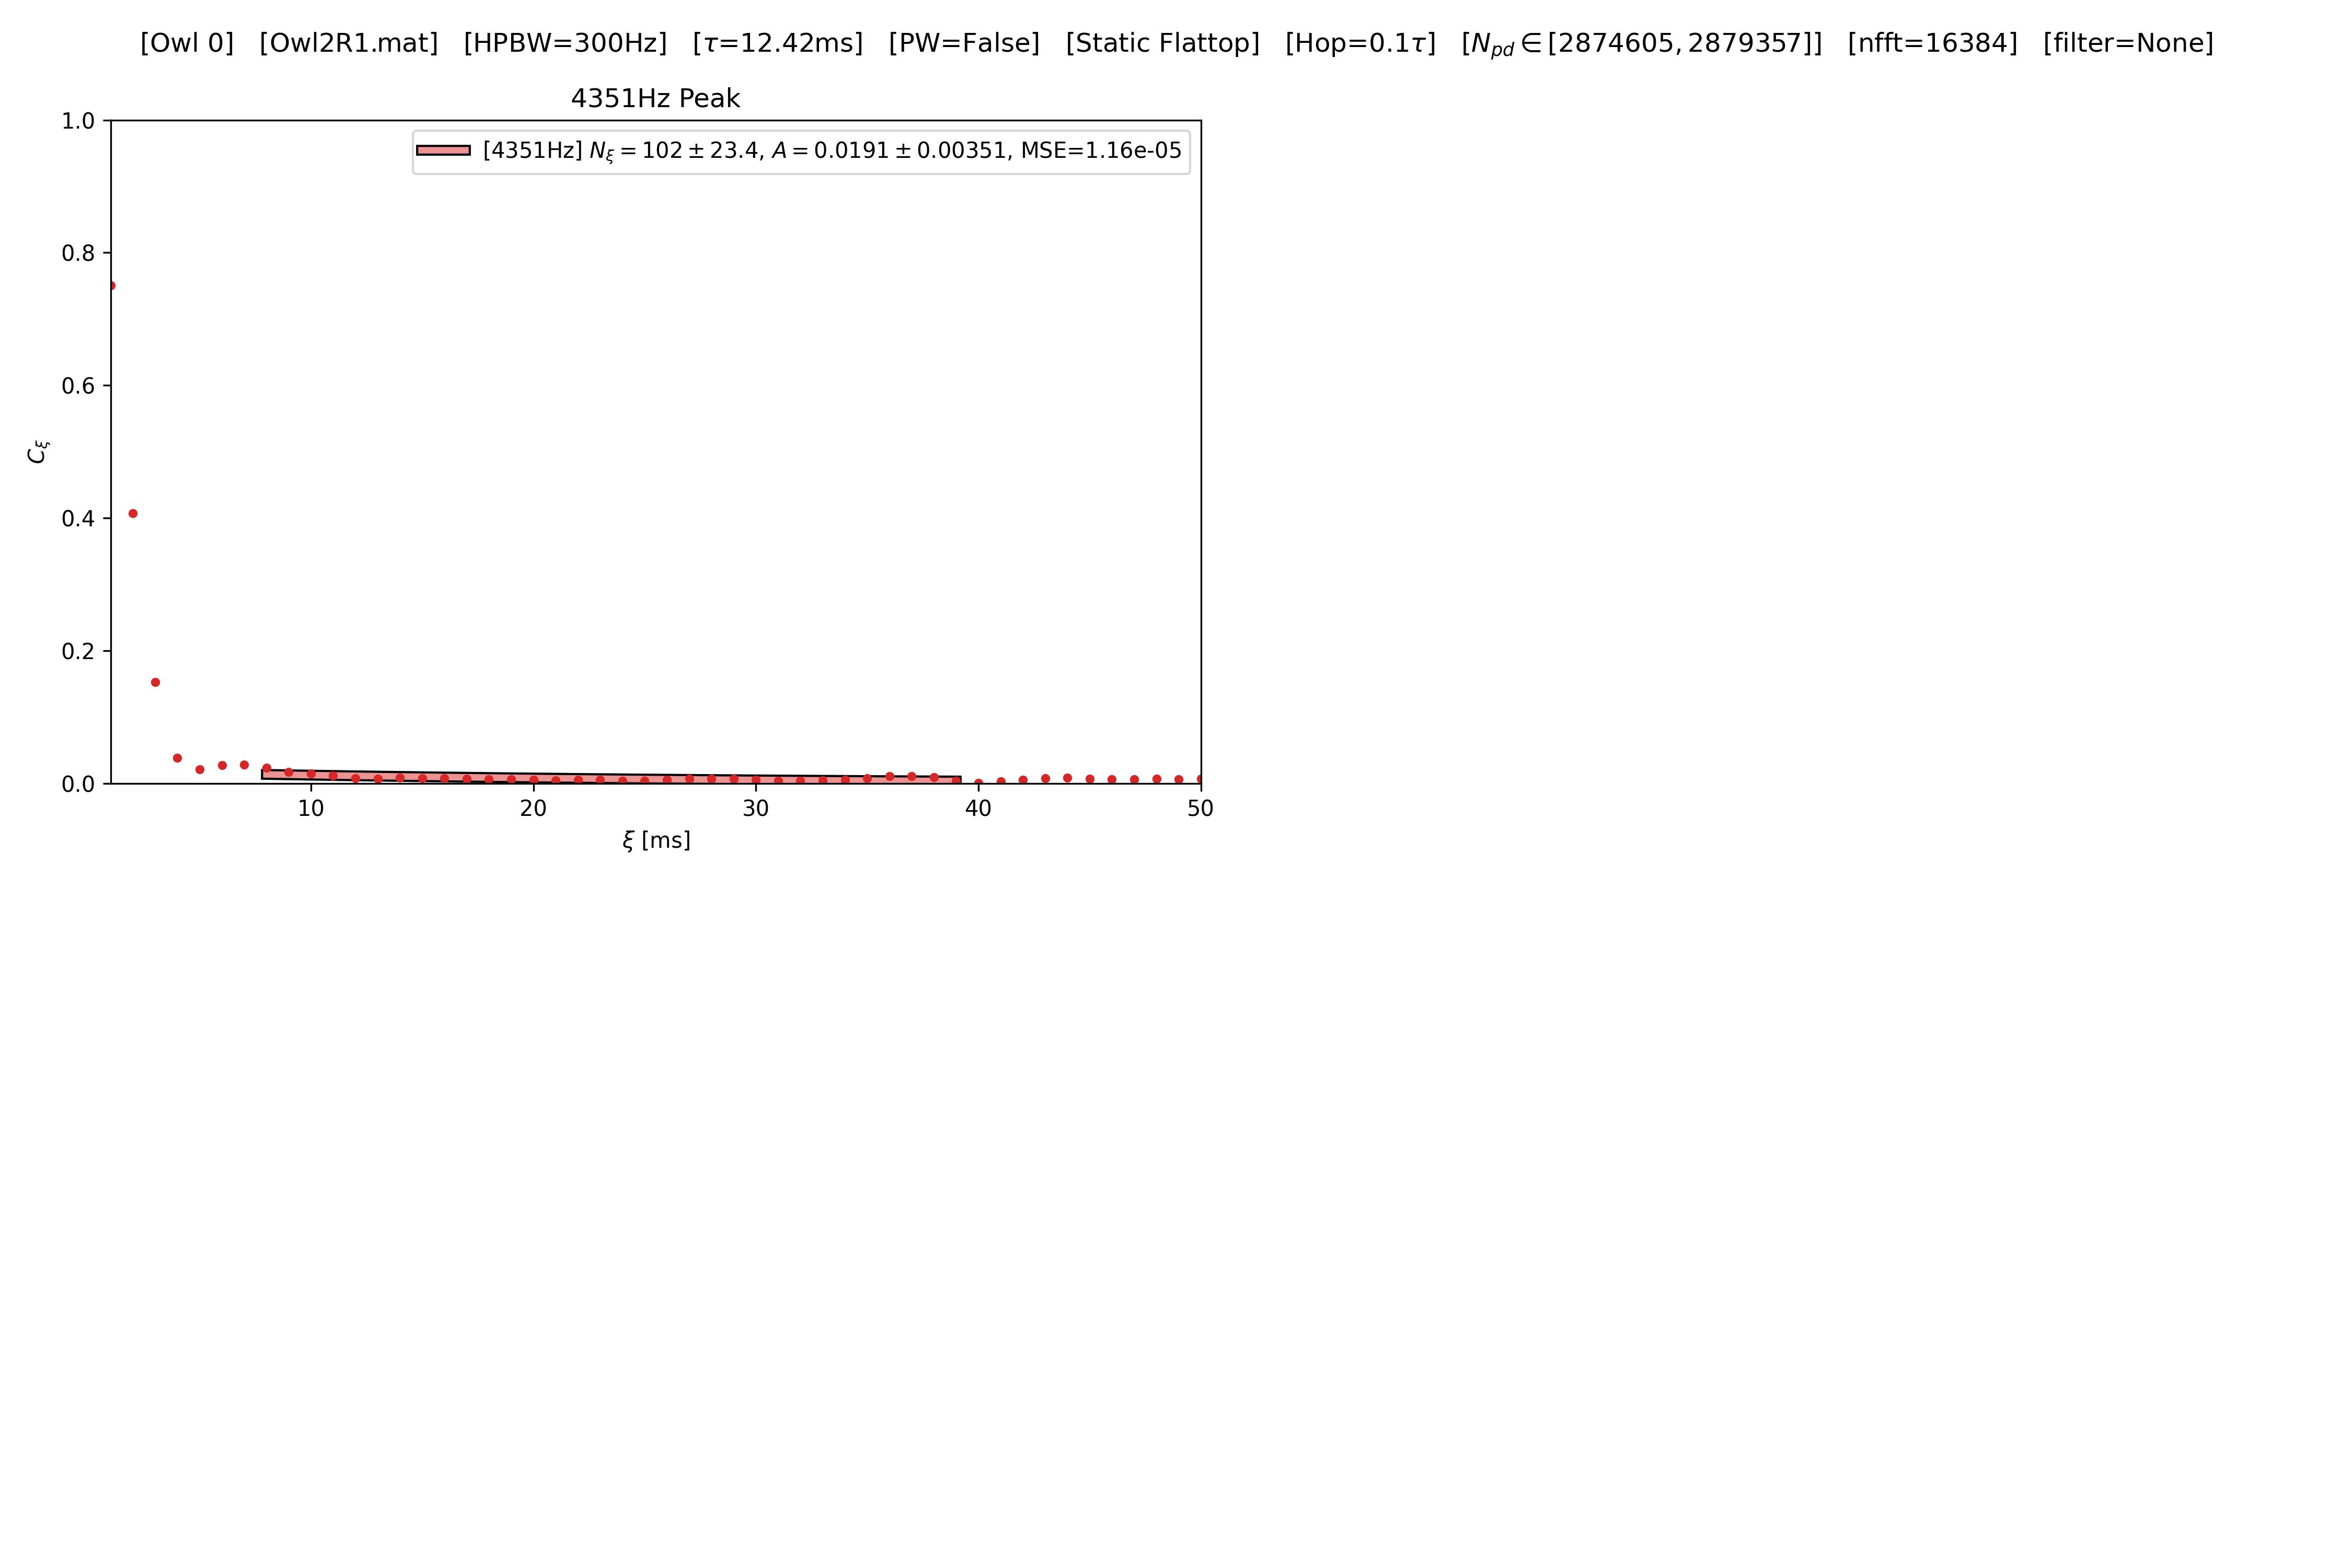 [Owl 0] [Owl2R1.mat] [HPBW=300Hz] [τ=12.42ms] [PW=False] [Static Flattop] [Hop=0.1τ] [N_pd ∈ [2874605, 2879357]] [nfft=16384] [filter=None]
4351Hz Peak
[4351Hz] N_ξ = 102 ± 23.4, A = 0.0191 ± 0.00351, MSE=1.16e-05
1.0
0.8
0.6
0.4
0.2
0.0
C_ξ
10 20 30 40 50
ξ [ms]